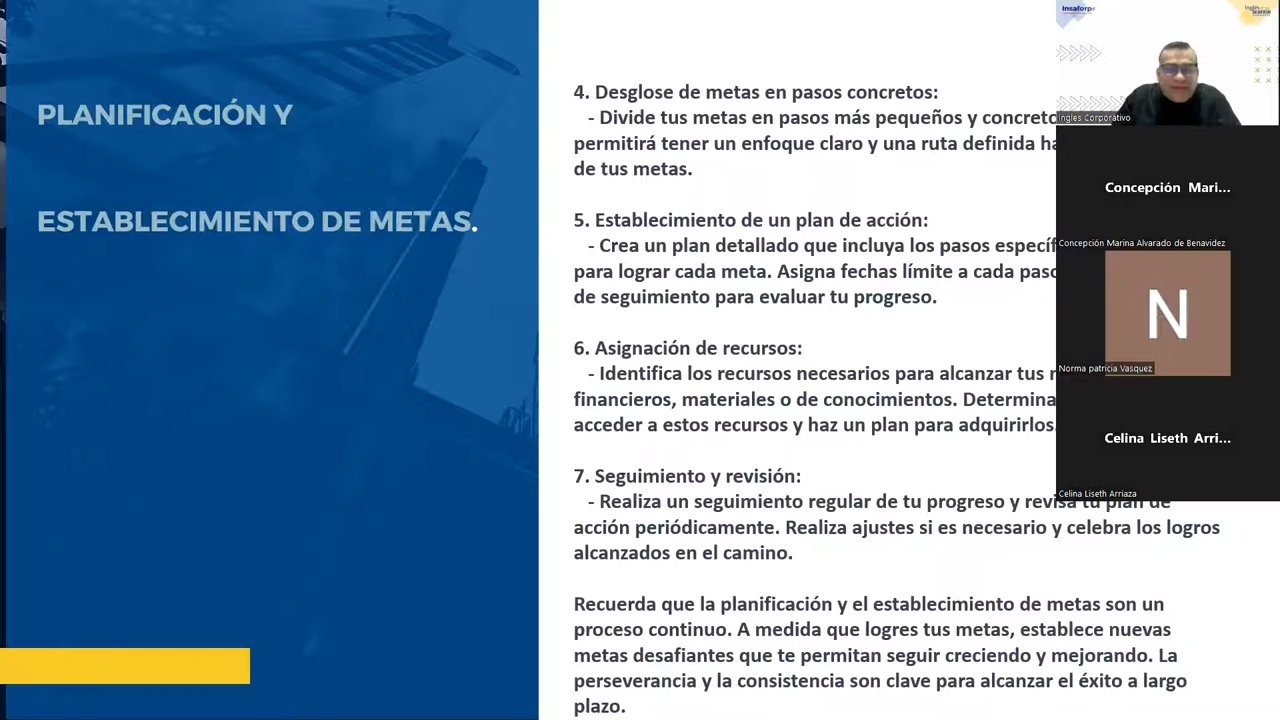 PLANIFICACIÓN Y
ESTABLECIMIENTO DE METAS.
4. Desglose de metas en pasos concretos:
- Divide tus metas en pasos más pequeños y concreto
permitirá tener un enfoque claro y una ruta definida ha
de tus metas.
5. Establecimiento de un plan de acción:
- Crea un plan detallado que incluya los pasos específ
para lograr cada meta. Asigna fechas límite a cada paso
de seguimiento para evaluar tu progreso.
6. Asignación de recursos:
- Identifica los recursos necesarios para alcanzar tus
financieros, materiales o de conocimientos. Determina
acceder a estos recursos y haz un plan para adquirirlos.
7. Seguimiento y revisión:
- Realiza un seguimiento regular de tu progreso y revisa tu plan de
acción periódicamente. Realiza ajustes si es necesario y celebra los logros
alcanzados en el camino.
Recuerda que la planificación y el establecimiento de metas son un
proceso continuo. A medida que logres tus metas, establece nuevas
metas desafiantes que te permitan seguir creciendo y mejorando. La
perseverancia y la consistencia son clave para alcanzar el éxito a largo
plazo.
Insaforp
Ingles Corporativo
Concepción Mari...
Concepción Marina Alvarado de Benavidez
N
Norma patricia Vasquez
Celina Liseth Arri...
Celina Liseth Arriaza